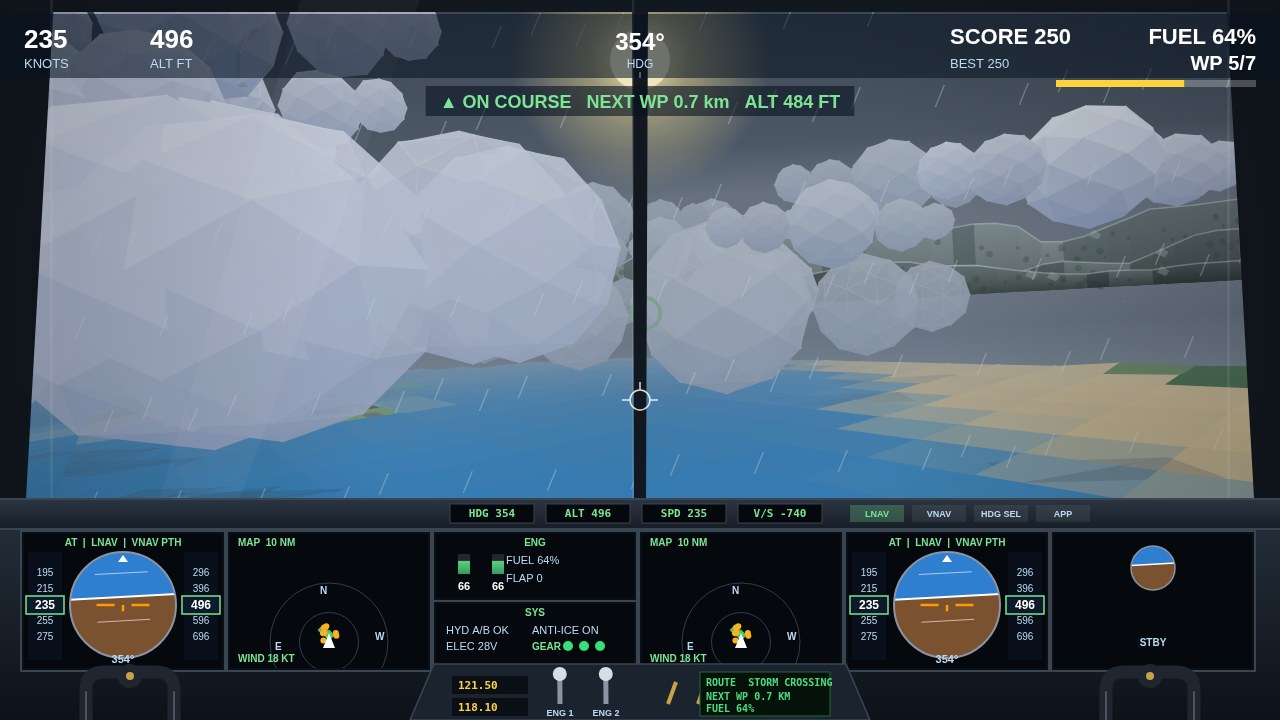 235
KNOTS
496
ALT FT
354°
HDG
SCORE 250
BEST 250
FUEL 64%
WP 5/7
▲ ON COURSE NEXT WP 0.7 km ALT 484 FT
HDG 354
ALT 496
SPD 235
V/S -740
LNAV
VNAV
HDG SEL
APP
AT | LNAV | VNAV PTH
195
215
235
255
275
296
396
496
596
696
354°
MAP 10 NM
N
E
W
WIND 18 KT
ENG
66
66
FUEL 64%
FLAP 0
SYS
HYD A/B OK
ANTI-ICE ON
ELEC 28V
GEAR
MAP 10 NM
N
E
W
WIND 18 KT
AT | LNAV | VNAV PTH
195
215
235
255
275
296
396
496
596
696
354°
STBY
121.50
118.10
ENG 1
ENG 2
ROUTE STORM CROSSING
NEXT WP 0.7 KM
FUEL 64%